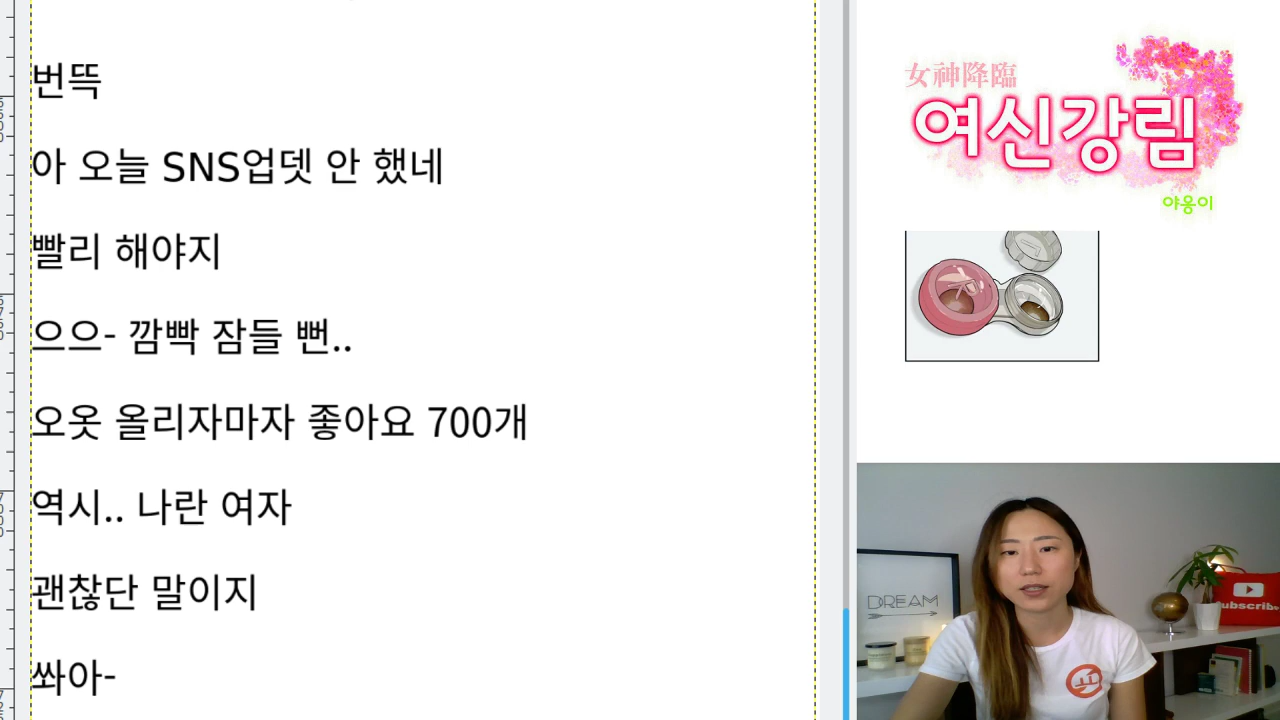 번뜩
아 오늘 SNS업뎃 안 했네
빨리 해야지
으으- 깜빡 잠들 뻔..
오옷 올리자마자 좋아요 700개
역시.. 나란 여자
괜찮단 말이지
쏴아-
女神降臨
여신강림
야옹이
DREAM
ubscrib